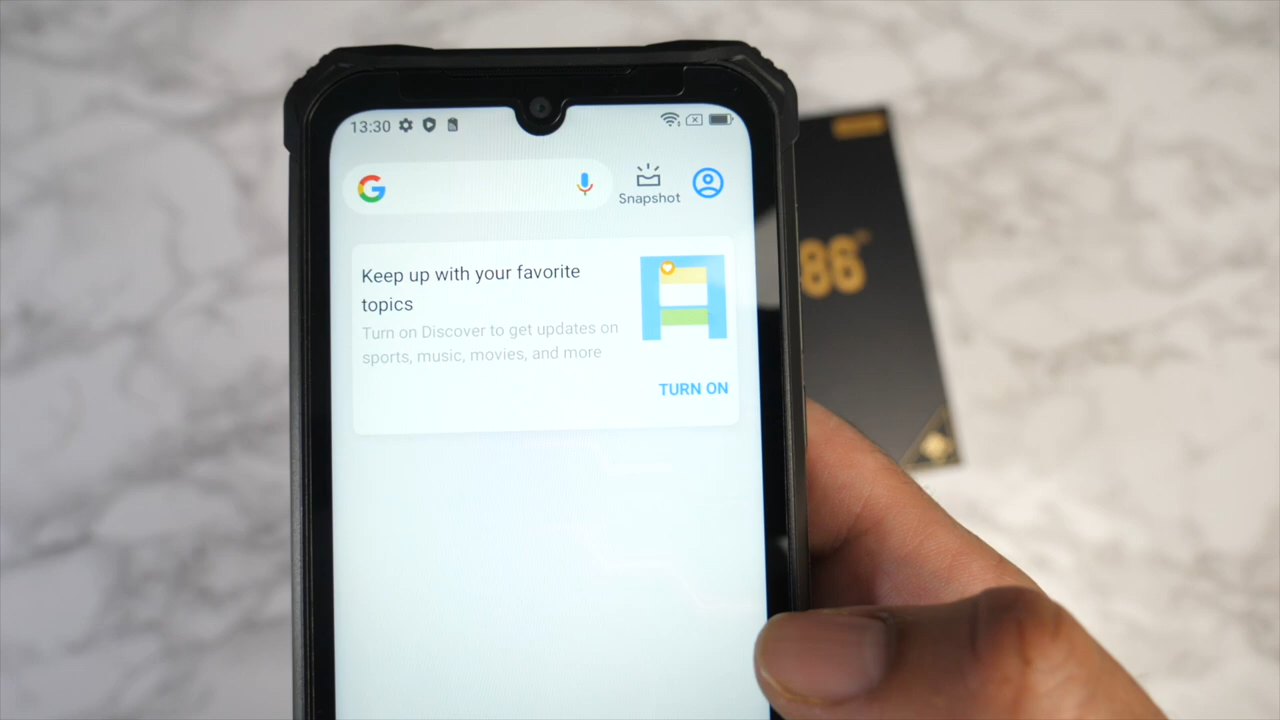 13:30
G
Snapshot
Keep up with your favorite
topics
Turn on Discover to get updates on
sports, music, movies, and more
TURN ON
86